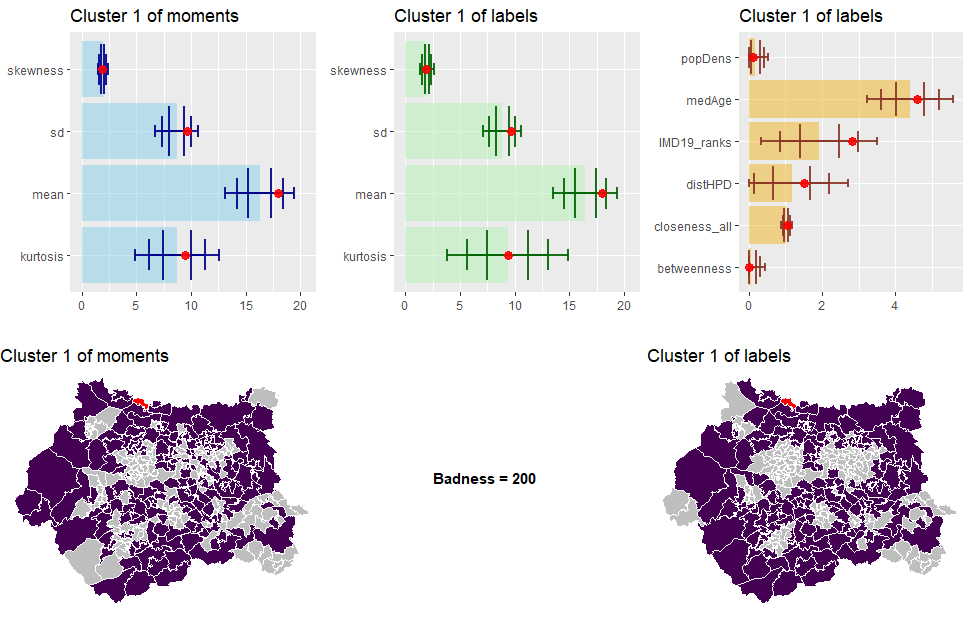 Cluster 1 of moments
skewness
sd
mean
kurtosis
0
5
10
15
20
Cluster 1 of labels
skewness
sd
mean
kurtosis
0
5
10
15
20
Cluster 1 of labels
popDens
medAge
IMD19_ranks
distHPD
closeness_all
betweenness
0
2
4
Cluster 1 of moments
Badness = 200
Cluster 1 of labels